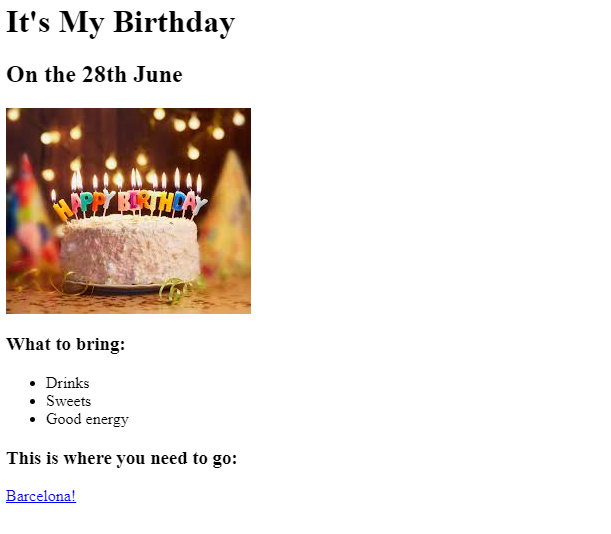 It's My Birthday
On the 28th June
HAPPY BIRTHDAY
What to bring:
Drinks
Sweets
Good energy
This is where you need to go:
Barcelona!